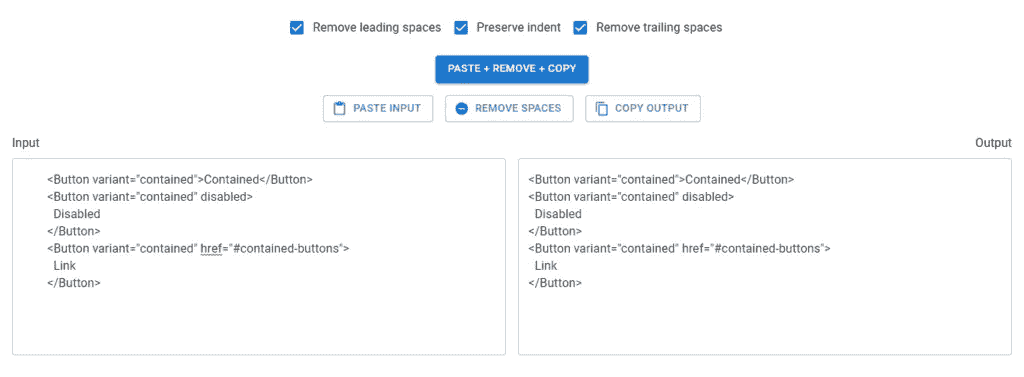 Remove leading spaces Preserve indent Remove trailing spaces
PASTE + REMOVE + COPY
PASTE INPUT REMOVE SPACES COPY OUTPUT
Input Output
<Button variant="contained">Contained</Button>
<Button variant="contained" disabled>
  Disabled
</Button>
<Button variant="contained" href="#contained-buttons">
  Link
</Button>
<Button variant="contained">Contained</Button>
<Button variant="contained" disabled>
  Disabled
</Button>
<Button variant="contained" href="#contained-buttons">
  Link
</Button>